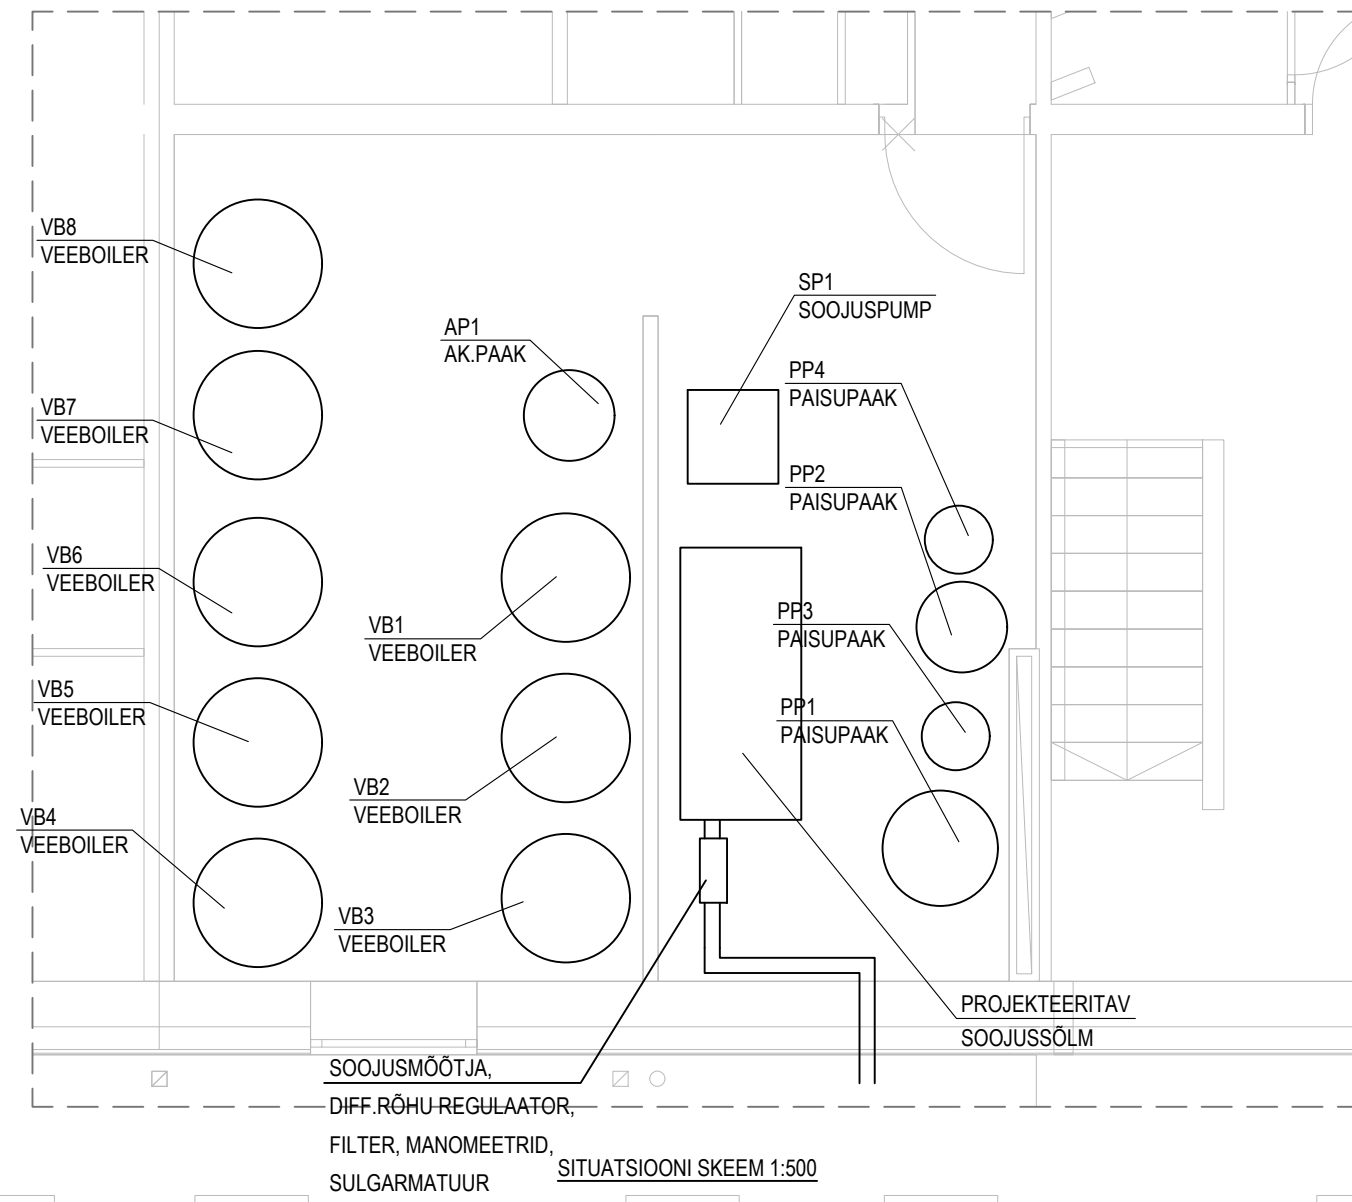 VB8
VEEBOILER
SP1
SOOJUSPUMP
AP1
AK.PAAK
PP4
PAISUPAAK
VB7
VEEBOILER
PP2
PAISUPAAK
VB6
VEEBOILER
VB1
VEEBOILER
PP3
PAISUPAAK
VB5
VEEBOILER
PP1
PAISUPAAK
VB2
VEEBOILER
VB4
VEEBOILER
VB3
VEEBOILER
PROJEKTEERITAV
SOOJUSSÕLM
SOOJUSMÕÕTJA,
DIFF.RÕHU REGULAATOR,
FILTER, MANOMEETRID,
SULGARMATUUR
SITUATSIOONI SKEEM 1:500